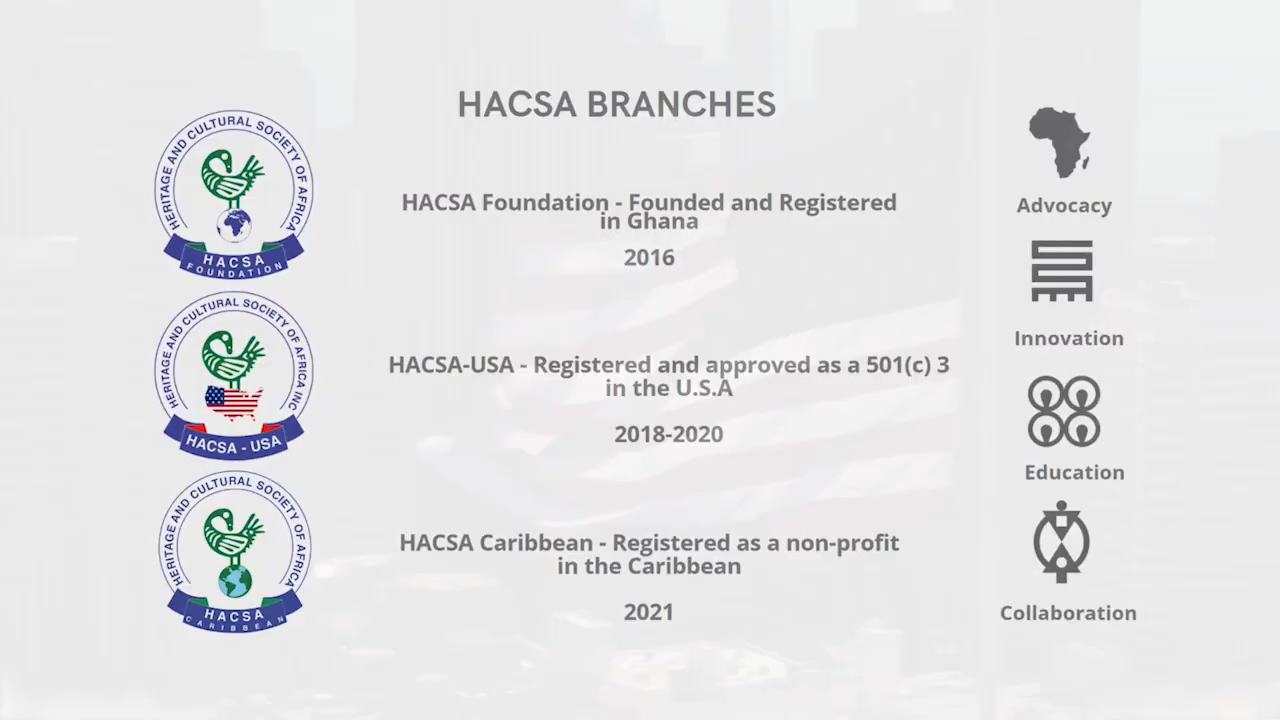 HACSA BRANCHES
HERITAGE AND CULTURAL SOCIETY OF AFRICA
HACSA
FOUNDATION
HACSA Foundation - Founded and Registered
in Ghana
2016
Advocacy
Innovation
HERITAGE AND CULTURAL SOCIETY OF AFRICA INC
HACSA - USA
HACSA-USA - Registered and approved as a 501(c) 3
in the U.S.A
2018-2020
Education
HERITAGE AND CULTURAL SOCIETY OF AFRICA
HACSA
CARIBBEAN
HACSA Caribbean - Registered as a non-profit
in the Caribbean
2021
Collaboration